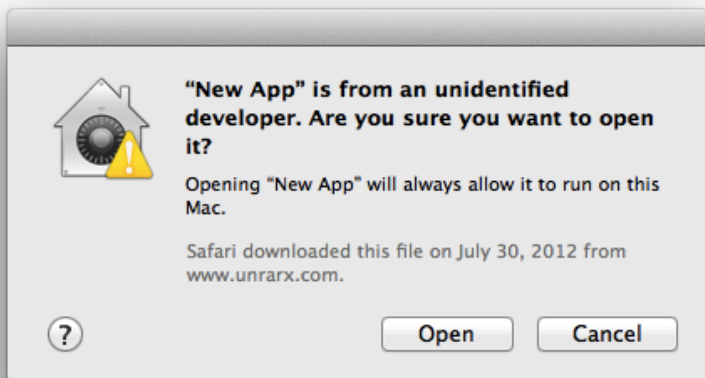 “New App” is from an unidentified
developer. Are you sure you want to open
it?
Opening “New App” will always allow it to run on this
Mac.
Safari downloaded this file on July 30, 2012 from
www.unrarx.com.
?
Open
Cancel